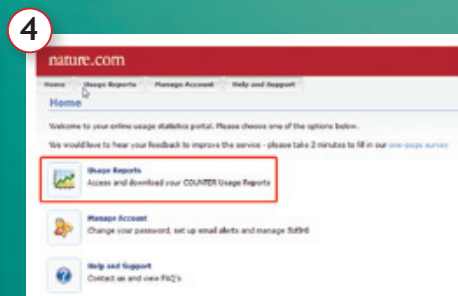 4
nature.com
Home Usage Reports Manage Account Help and Support
Home
Welcome to your online usage statistics portal. Please choose one of the options below.
We would love to hear your feedback to improve the service - please take 2 minutes to fill in our one-page survey
Usage Reports
Access and download your COUNTER Usage Reports
Manage Account
Change your password, set up email alerts and manage SUSHI
Help and Support
Contact us and view FAQ's